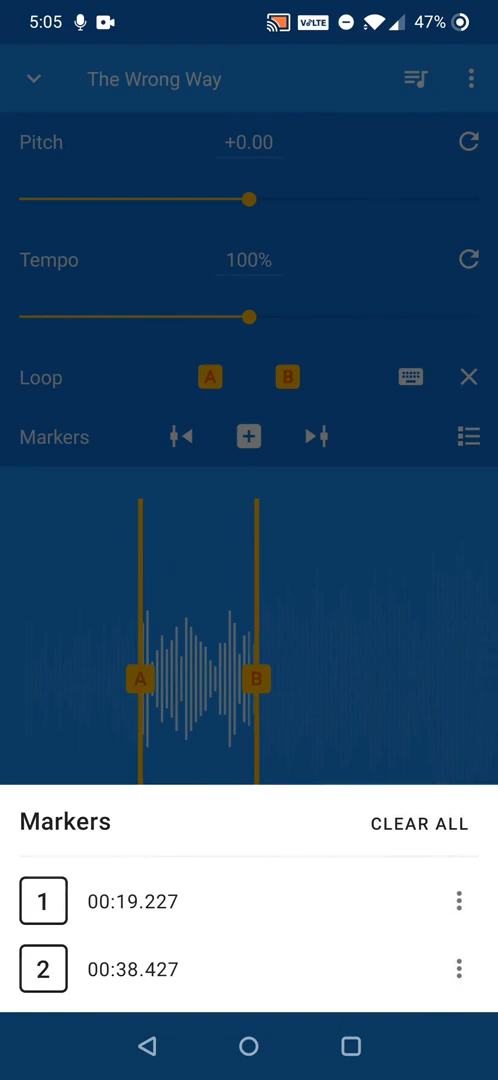 5:05 VoLTE 47%
The Wrong Way
Pitch +0.00
Tempo 100%
Loop A B
Markers
A B
Markers CLEAR ALL
1 00:19.227
2 00:38.427